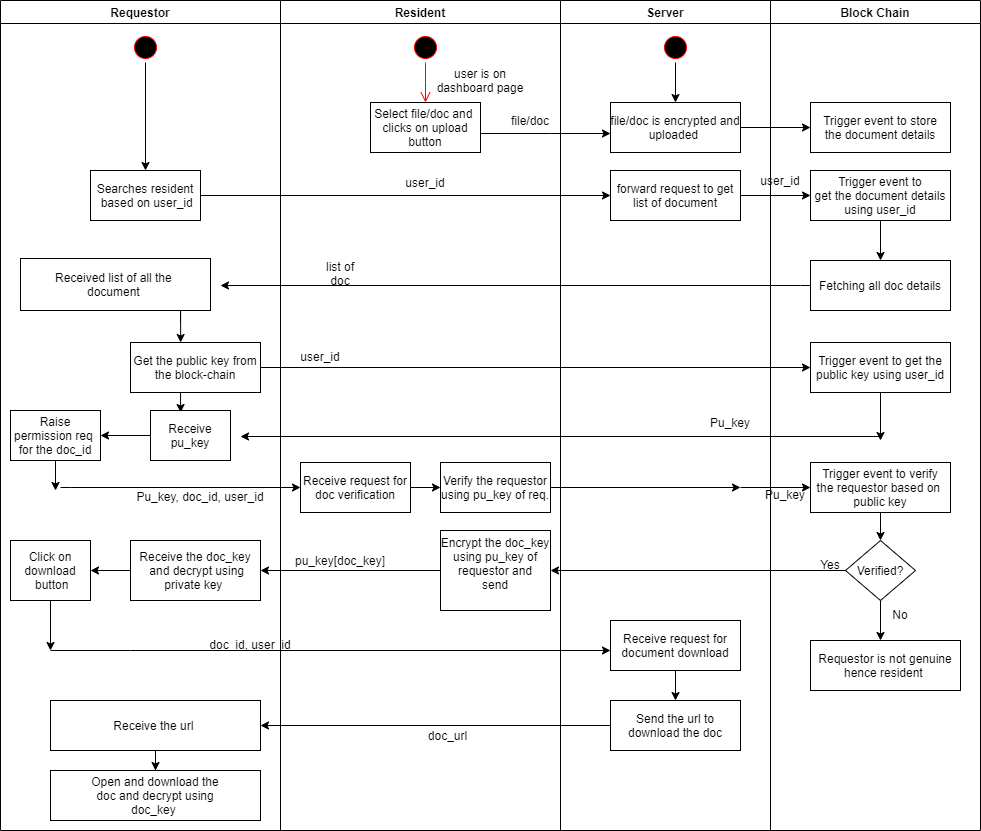 Requestor
Resident
Server
Block Chain
user is on
dashboard page
Select file/doc and
clicks on upload
button
file/doc
file/doc is encrypted and
uploaded
Trigger event to store
the document details
Searches resident
based on user_id
user_id
forward request to get
list of document
user_id
Trigger event to
get the document details
using user_id
Received list of all the
document
list of
doc
Fetching all doc details
Get the public key from
the block-chain
user_id
Trigger event to get the
public key using user_id
Raise
permission req
for the doc_id
Receive
pu_key
Pu_key
Pu_key, doc_id, user_id
Receive request for
doc verification
Verify the requestor
using pu_key of req.
Pu_key
Trigger event to verify
the requestor based on
public key
Click on
download
button
Receive the doc_key
and decrypt using
private key
pu_key[doc_key]
Encrypt the doc_key
using pu_key of
requestor and
send
Yes
Verified?
No
doc_id, user_id
Receive request for
document download
Requestor is not genuine
hence resident
Receive the url
doc_url
Send the url to
download the doc
Open and download the
doc and decrypt using
doc_key